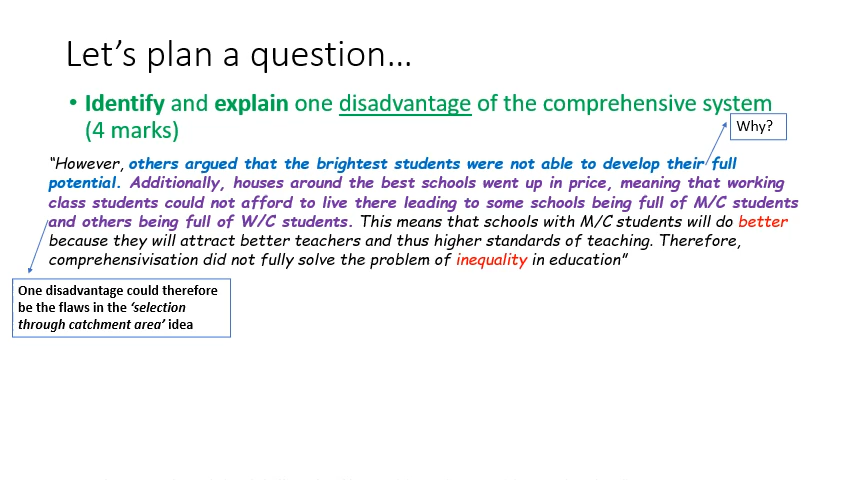 Let's plan a question…
• Identify and explain one disadvantage of the comprehensive system
(4 marks)
Why?
"However, others argued that the brightest students were not able to develop their full
potential. Additionally, houses around the best schools went up in price, meaning that working
class students could not afford to live there leading to some schools being full of M/C students
and others being full of W/C students. This means that schools with M/C students will do better
because they will attract better teachers and thus higher standards of teaching. Therefore,
comprehensivisation did not fully solve the problem of inequality in education"
One disadvantage could therefore
be the flaws in the 'selection
through catchment area' idea